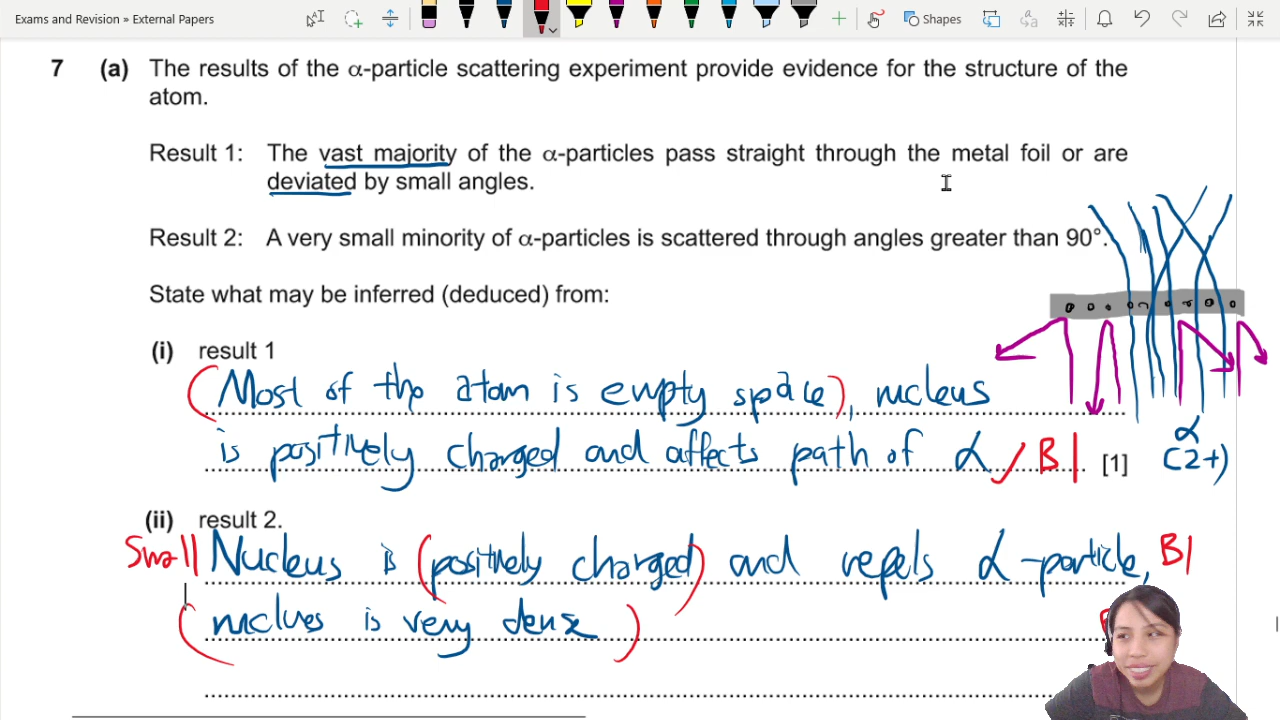 Exams and Revision » External Papers
Shapes
7 (a) The results of the α-particle scattering experiment provide evidence for the structure of the
atom.
Result 1: The vast majority of the α-particles pass straight through the metal foil or are
deviated by small angles.
Result 2: A very small minority of α-particles is scattered through angles greater than 90°.
State what may be inferred (deduced) from:
(i) result 1
(Most of the atom is empty space), nucleus
is positively charged and affects path of α / B1 [1]
α
(2+)
(ii) result 2.
Small Nucleus is (positively charged) and repels α-particle, B1
(nucleus is very dense)